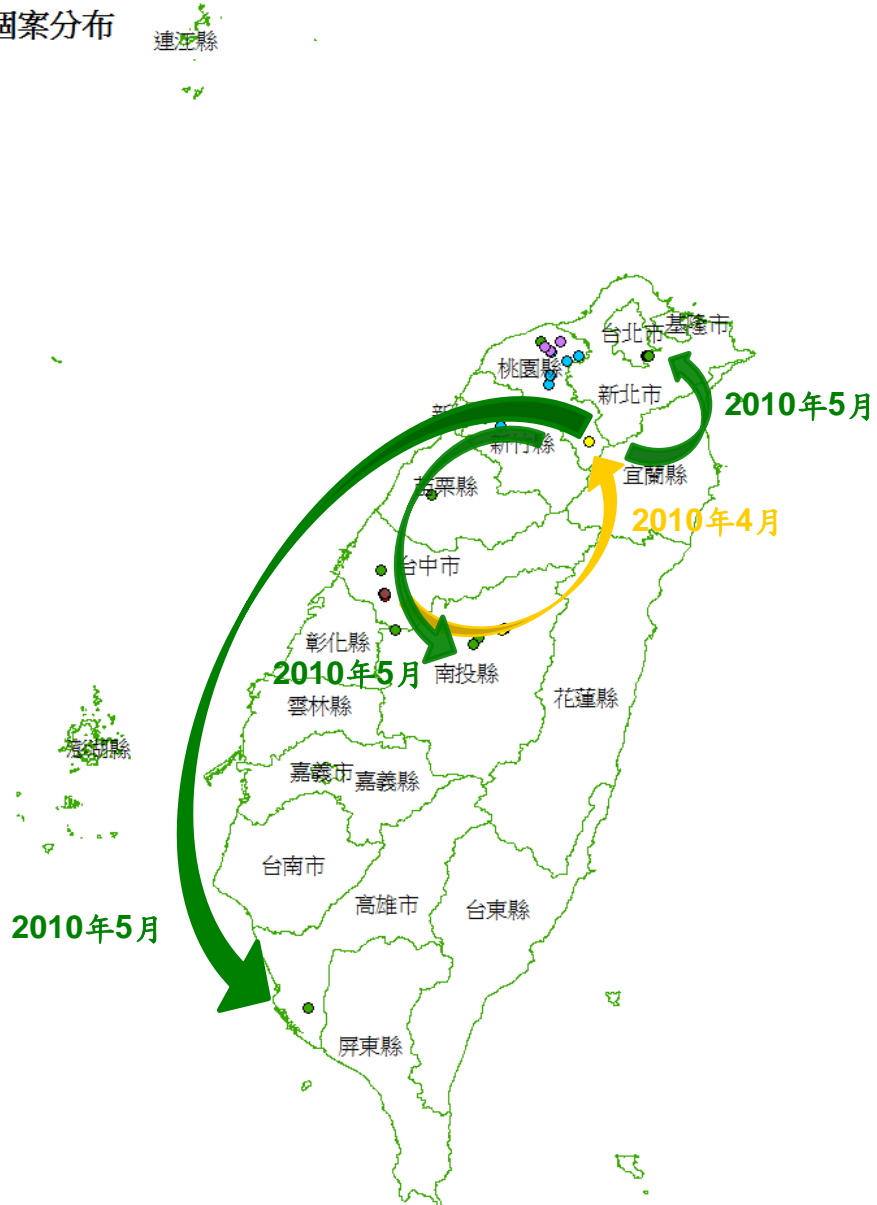 個案分布
連江縣
基隆市
台北市
桃園縣
新北市
2010年5月
新竹縣
宜蘭縣
苗栗縣
2010年4月
台中市
彰化縣
2010年5月
南投縣
花蓮縣
雲林縣
澎湖縣
嘉義市
嘉義縣
台南市
高雄市
台東縣
2010年5月
屏東縣